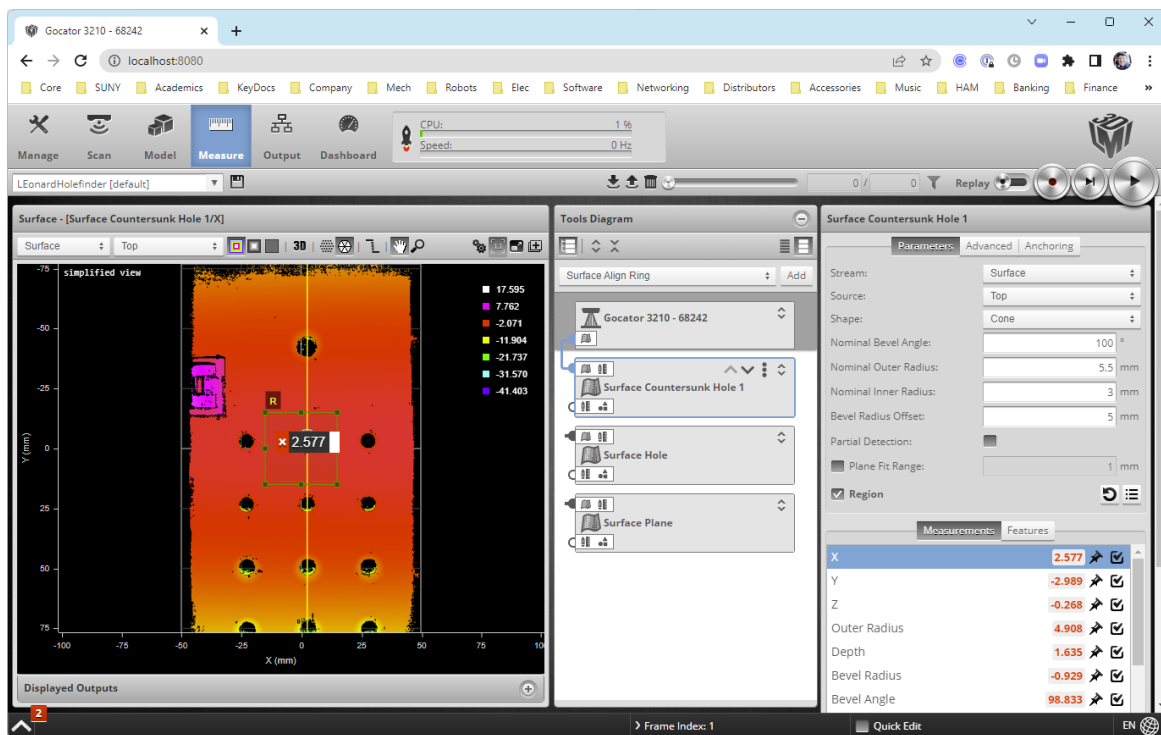 Gocator 3210 - 68242
localhost:8080
Core SUNY Academics KeyDocs Company Mech Robots Elec Software Networking Distributors Accessories Music HAM Banking Finance »
Manage Scan Model Measure Output Dashboard
CPU: 1 %
Speed: 0 Hz
LEonardHolefinder [default]
0 / 0 Replay
Surface - [Surface Countersunk Hole 1/X]
Surface Top 3D
simplified view
17.595
7.762
-2.071
-11.904
-21.737
-31.570
-41.403
-75
-50
-25
0
25
50
75
Y (mm)
R
2.577
-100 -75 -50 -25 0 25 50 75 10
X (mm)
Displayed Outputs
Tools Diagram
Surface Align Ring Add
Gocator 3210 - 68242
Surface Countersunk Hole 1
Surface Hole
Surface Plane
Surface Countersunk Hole 1
Parameters Advanced Anchoring
Stream: Surface
Source: Top
Shape: Cone
Nominal Bevel Angle: 100 °
Nominal Outer Radius: 5.5 mm
Nominal Inner Radius: 3 mm
Bevel Radius Offset: 5 mm
Partial Detection:
Plane Fit Range: 1 mm
Region
Measurements Features
X 2.577
Y -2.989
Z -0.268
Outer Radius 4.908
Depth 1.635
Bevel Radius -0.929
Bevel Angle 98.833
2
Frame Index: 1
Quick Edit
EN